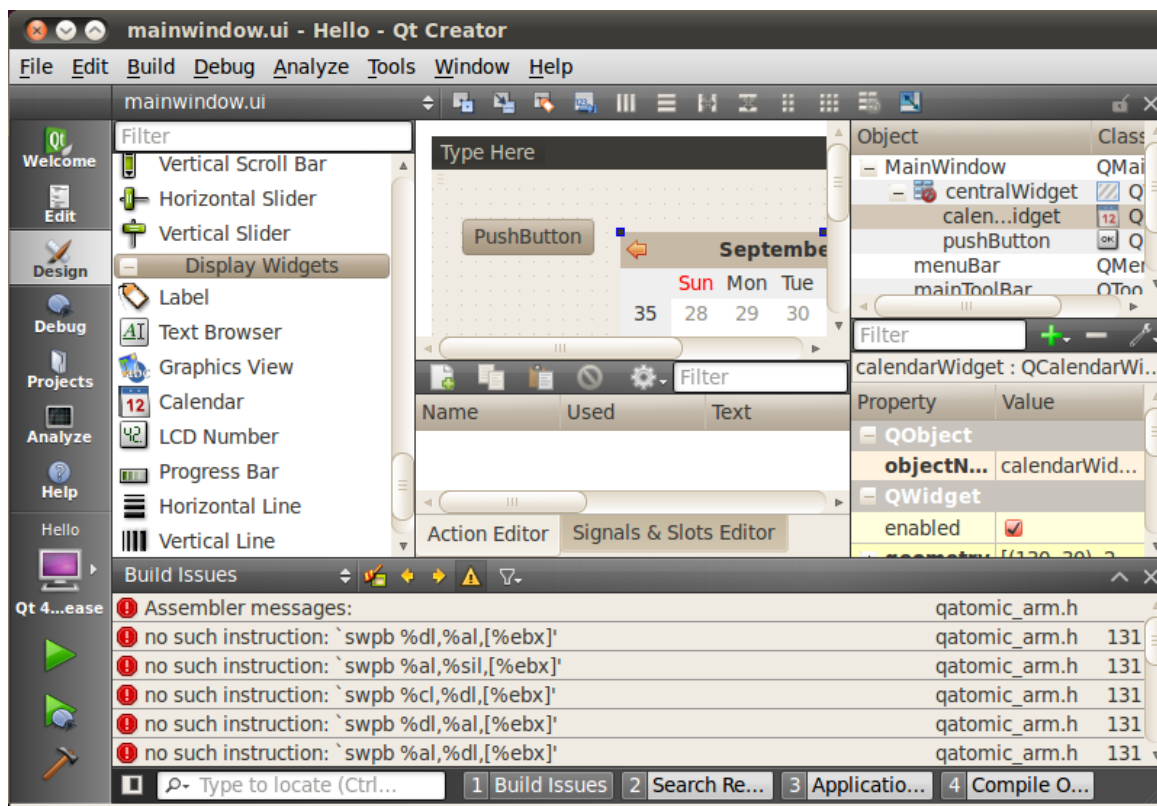 mainwindow.ui - Hello - Qt Creator
File Edit Build Debug Analyze Tools Window Help
mainwindow.ui
Welcome
Edit
Design
Debug
Projects
Analyze
Help
Hello
Qt 4...ease
Filter
Vertical Scroll Bar
Horizontal Slider
Vertical Slider
Display Widgets
Label
Text Browser
Graphics View
Calendar
LCD Number
Progress Bar
Horizontal Line
Vertical Line
Type Here
PushButton
Septembe
Sun Mon Tue
35 28 29 30
Filter
Name Used Text
Action Editor Signals & Slots Editor
Object Class
MainWindow QMai
centralWidget Q
calen...idget Q
pushButton Q
menuBar QMer
mainToolBar QToo
Filter
calendarWidget : QCalendarWi...
Property Value
QObject
objectN... calendarWid...
QWidget
enabled
geometry [(130, 30), 2
Build Issues
Assembler messages: qatomic_arm.h
no such instruction: `swpb %dl,%al,[%ebx]' qatomic_arm.h 131
no such instruction: `swpb %al,%sil,[%ebx]' qatomic_arm.h 131
no such instruction: `swpb %cl,%dl,[%ebx]' qatomic_arm.h 131
no such instruction: `swpb %dl,%al,[%ebx]' qatomic_arm.h 131
no such instruction: `swpb %al,%dl,[%ebx]' qatomic_arm.h 131
Type to locate (Ctrl... 1 Build Issues 2 Search Re... 3 Applicatio... 4 Compile O...